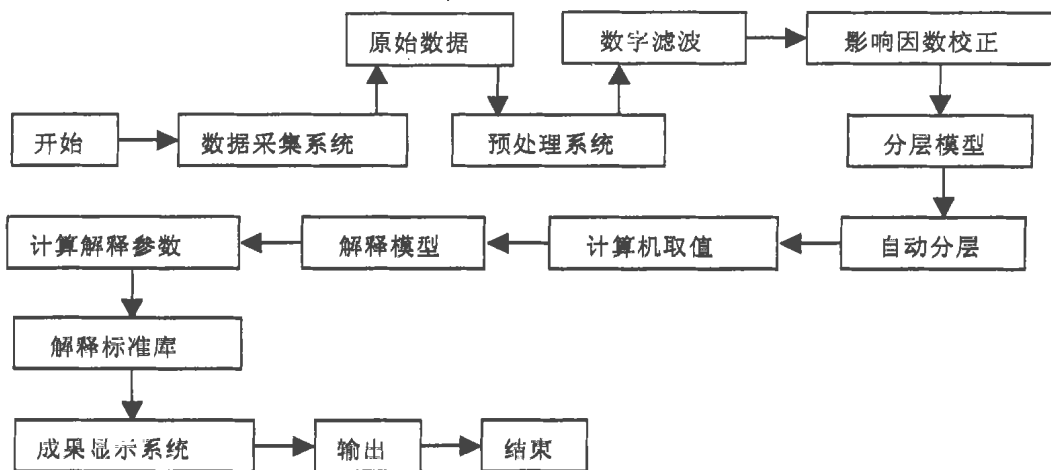 原始数据
数字滤波
影响因数校正
开始
数据采集系统
预处理系统
分层模型
计算解释参数
解释模型
计算机取值
自动分层
解释标准库
成果显示系统
输出
结束